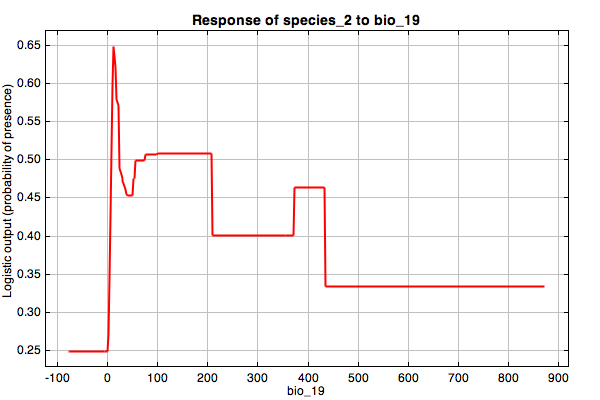 Response of species_2 to bio_19
Logistic output (probability of presence)
0.65
0.60
0.55
0.50
0.45
0.40
0.35
0.30
0.25
-100 0 100 200 300 400 500 600 700 800 900
bio_19